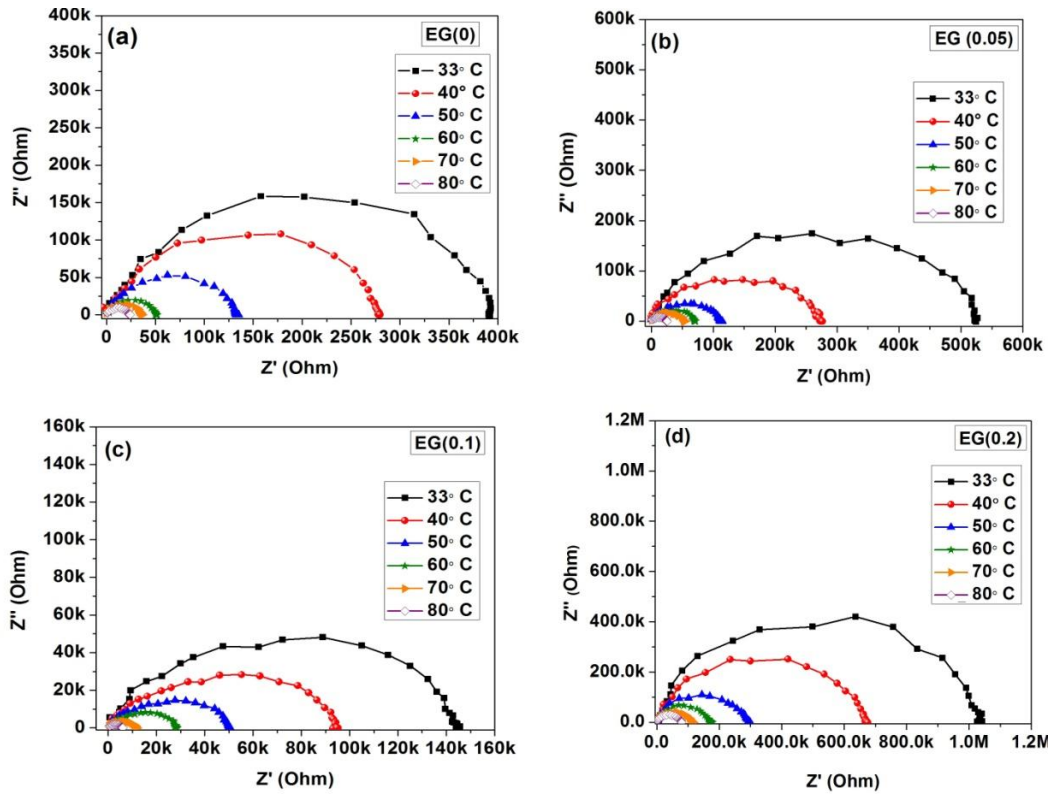 (a)
EG(0)
400k
350k
300k
250k
200k
150k
100k
50k
0
Z'' (Ohm)
33° C
40° C
50° C
60° C
70° C
80° C
0 50k 100k 150k 200k 250k 300k 350k 400k
Z' (Ohm)
(b)
EG (0.05)
600k
500k
400k
300k
200k
100k
0
Z'' (Ohm)
33° C
40° C
50° C
60° C
70° C
80° C
0 100k 200k 300k 400k 500k 600k
Z' (Ohm)
(c)
EG(0.1)
160k
140k
120k
100k
80k
60k
40k
20k
0
Z'' (Ohm)
33° C
40° C
50° C
60° C
70° C
80° C
0 20k 40k 60k 80k 100k 120k 140k 160k
Z' (Ohm)
(d)
EG(0.2)
1.2M
1.0M
800.0k
600.0k
400.0k
200.0k
0.0
Z'' (Ohm)
33° C
40° C
50° C
60° C
70° C
80° C
0.0 200.0k 400.0k 600.0k 800.0k 1.0M 1.2M
Z' (Ohm)